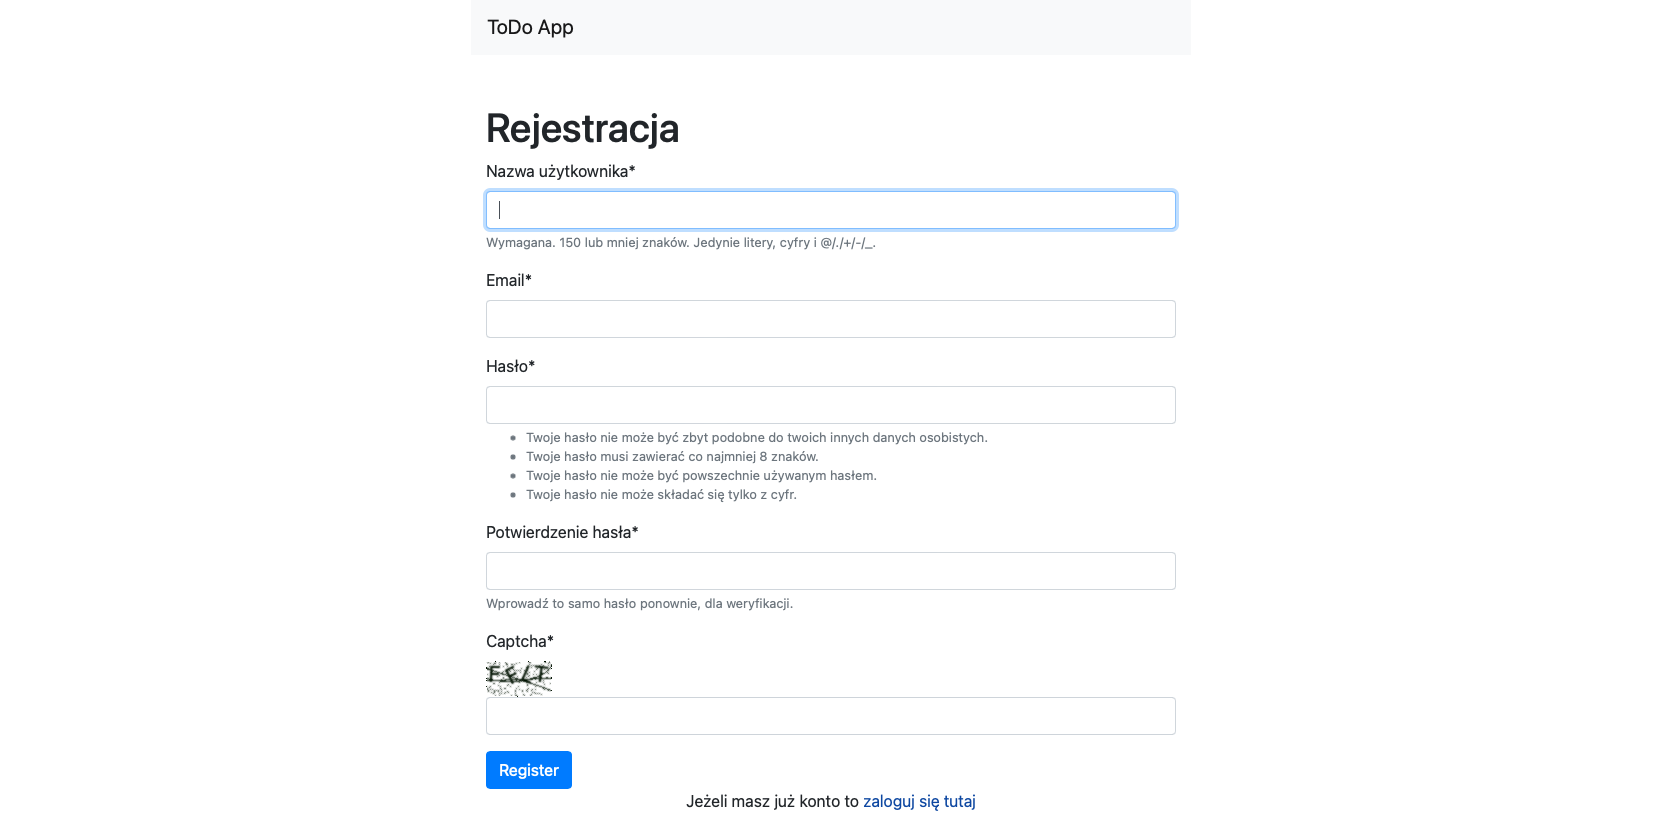 ToDo App
Rejestracja
Nazwa użytkownika*
Wymagana. 150 lub mniej znaków. Jedynie litery, cyfry i @/./+/-/_.
Email*
Hasło*
Twoje hasło nie może być zbyt podobne do twoich innych danych osobistych.
Twoje hasło musi zawierać co najmniej 8 znaków.
Twoje hasło nie może być powszechnie używanym hasłem.
Twoje hasło nie może składać się tylko z cyfr.
Potwierdzenie hasła*
Wprowadź to samo hasło ponownie, dla weryfikacji.
Captcha*
Register
Jeżeli masz już konto to zaloguj się tutaj